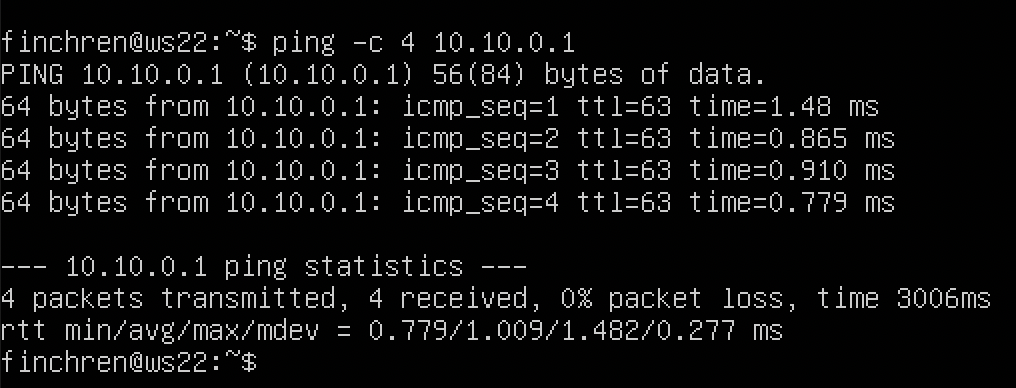 finchren@ws22:~$ ping -c 4 10.10.0.1
PING 10.10.0.1 (10.10.0.1) 56(84) bytes of data.
64 bytes from 10.10.0.1: icmp_seq=1 ttl=63 time=1.48 ms
64 bytes from 10.10.0.1: icmp_seq=2 ttl=63 time=0.865 ms
64 bytes from 10.10.0.1: icmp_seq=3 ttl=63 time=0.910 ms
64 bytes from 10.10.0.1: icmp_seq=4 ttl=63 time=0.779 ms
--- 10.10.0.1 ping statistics ---
4 packets transmitted, 4 received, 0% packet loss, time 3006ms
rtt min/avg/max/mdev = 0.779/1.009/1.482/0.277 ms
finchren@ws22:~$